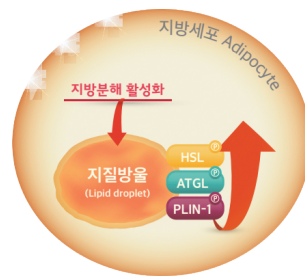 지방세포 Adipocyte
지방분해 활성화
지질방울
(Lipid droplet)
HSL
P
ATGL
P
PLIN-1
P